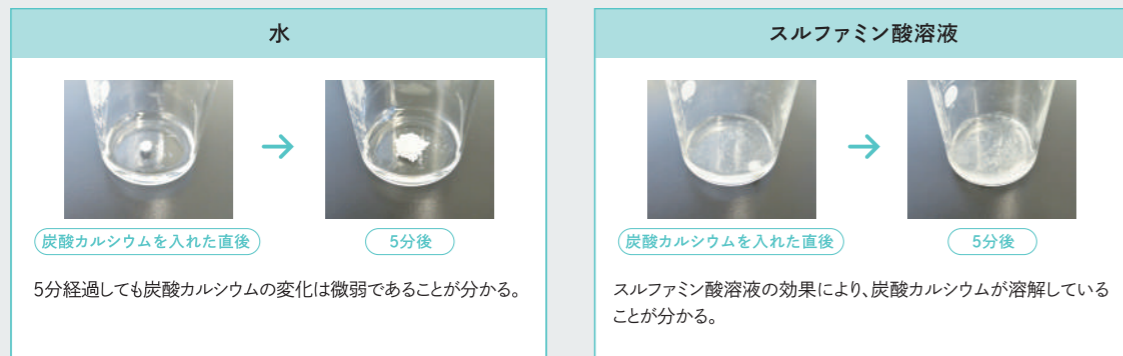 水
炭酸カルシウムを入れた直後
5分後
5分経過しても炭酸カルシウムの変化は微弱であることが分かる。
スルファミン酸溶液
炭酸カルシウムを入れた直後
5分後
スルファミン酸溶液の効果により、炭酸カルシウムが溶解している
ことが分かる。